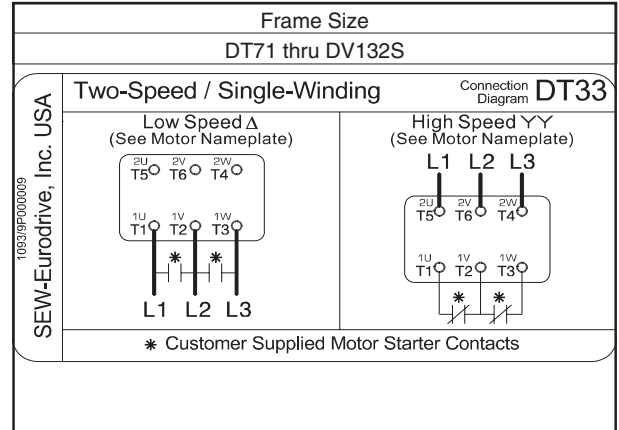 Frame Size
DT71 thru DV132S
1093/9P000009
SEW-Eurodrive, Inc. USA
Two-Speed / Single-Winding
Connection Diagram DT33
Low Speed Δ
(See Motor Nameplate)
2U 2V 2W
T5 T6 T4
1U 1V 1W
T1 T2 T3
* *
L1 L2 L3
High Speed YY
(See Motor Nameplate)
L1 L2 L3
2U 2V 2W
T5 T6 T4
1U 1V 1W
T1 T2 T3
* *
* Customer Supplied Motor Starter Contacts